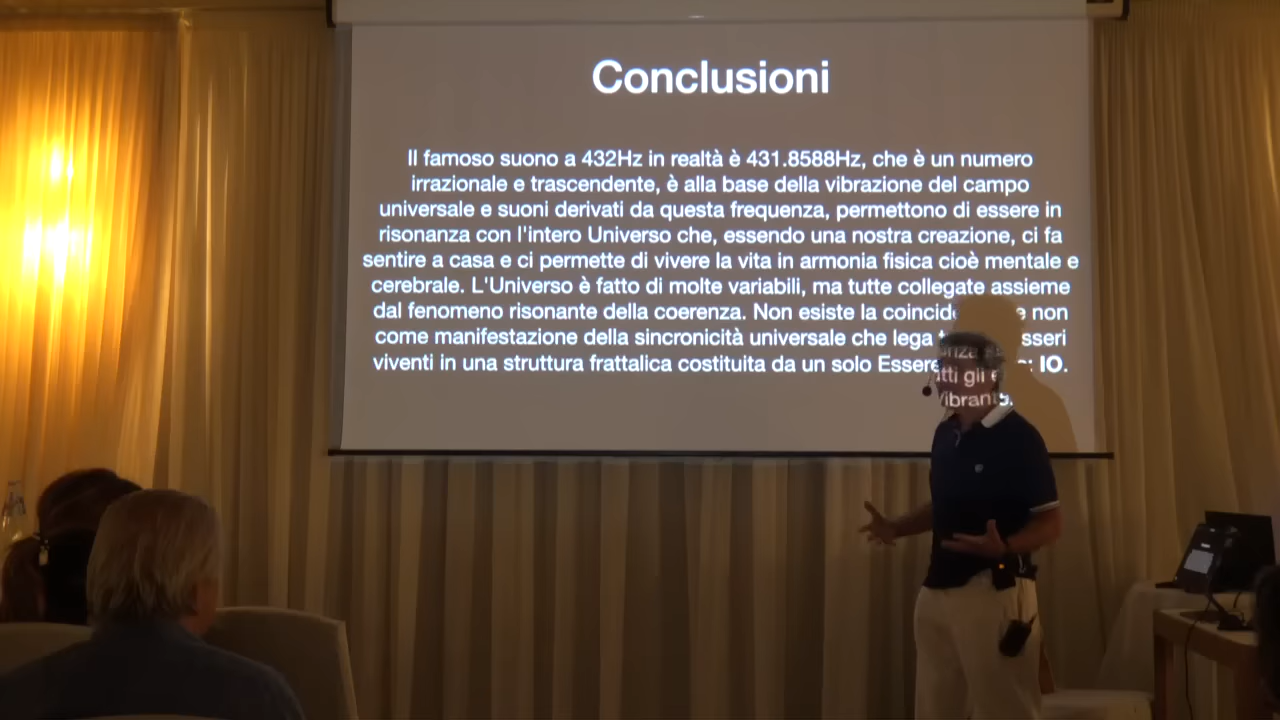 Conclusioni
Il famoso suono a 432Hz in realtà è 431.8588Hz, che è un numero
irrazionale e trascendente, è alla base della vibrazione del campo
universale e suoni derivati da questa frequenza, permettono di essere in
risonanza con l'intero Universo che, essendo una nostra creazione, ci fa
sentire a casa e ci permette di vivere la vita in armonia fisica cioè mentale e
cerebrale. L'Universo è fatto di molte variabili, ma tutte collegate assieme
dal fenomeno risonante della coerenza. Non esiste la non
come manifestazione della sincronicità universale che lega
viventi in una struttura frattalica costituita da un solo Essere : IO.